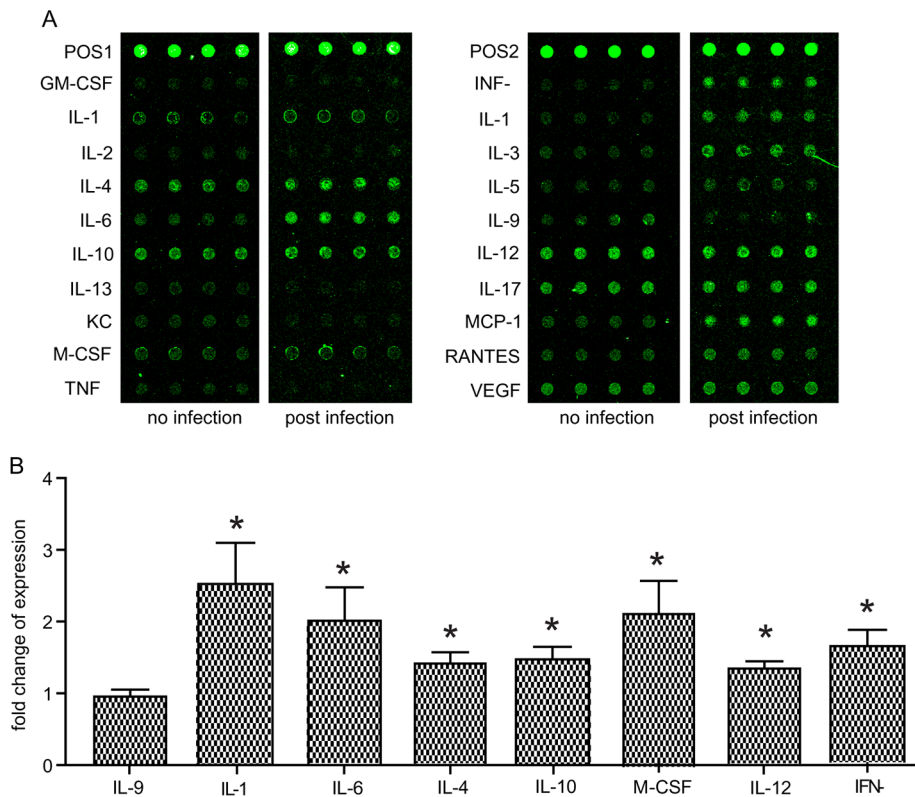 A
POS1
GM-CSF
IL-1
IL-2
IL-4
IL-6
IL-10
IL-13
KC
M-CSF
TNF
no infection
post infection
POS2
INF-
IL-1
IL-3
IL-5
IL-9
IL-12
IL-17
MCP-1
RANTES
VEGF
no infection
post infection
B
fold change of expression
4
3
2
1
0
*
*
*
*
*
*
*
IL-9
IL-1
IL-6
IL-4
IL-10
M-CSF
IL-12
IFN-